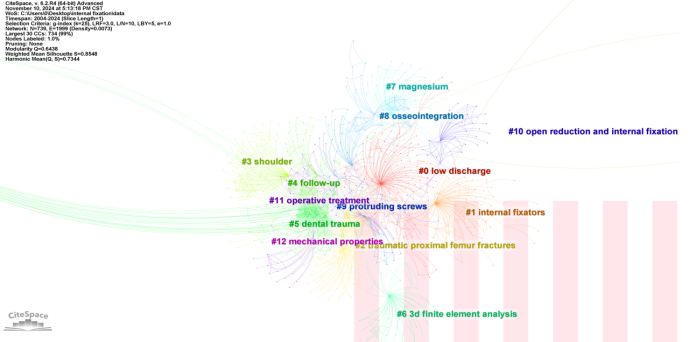 CiteSpace, v. 6.2.R4 (64-bit) Advanced
November 10, 2024 at 5:13:18 PM CST
WoS: C:\Users\8\Desktop\internal fixation\data
Timespan: 2004-2024 (Slice Length=1)
Selection Criteria: g-index (k=25), LRF=3.0, L/N=10, LBY=5, e=1.0
Network: N=739, E=1999 (Density=0.0073)
Largest 30 CCs: 734 (99%)
Nodes Labeled: 1.0%
Pruning: None
Modularity Q=0.6438
Weighted Mean Silhouette S=0.8548
Harmonic Mean(Q, S)=0.7344
#7 magnesium
#8 osseointegration
#10 open reduction and internal fixation
#3 shoulder
#0 low discharge
#4 follow-up
#11 operative treatment
#9 protruding screws
#1 internal fixators
#5 dental trauma
#12 mechanical properties
#2 traumatic proximal femur fractures
#6 3d finite element analysis
CiteSpace